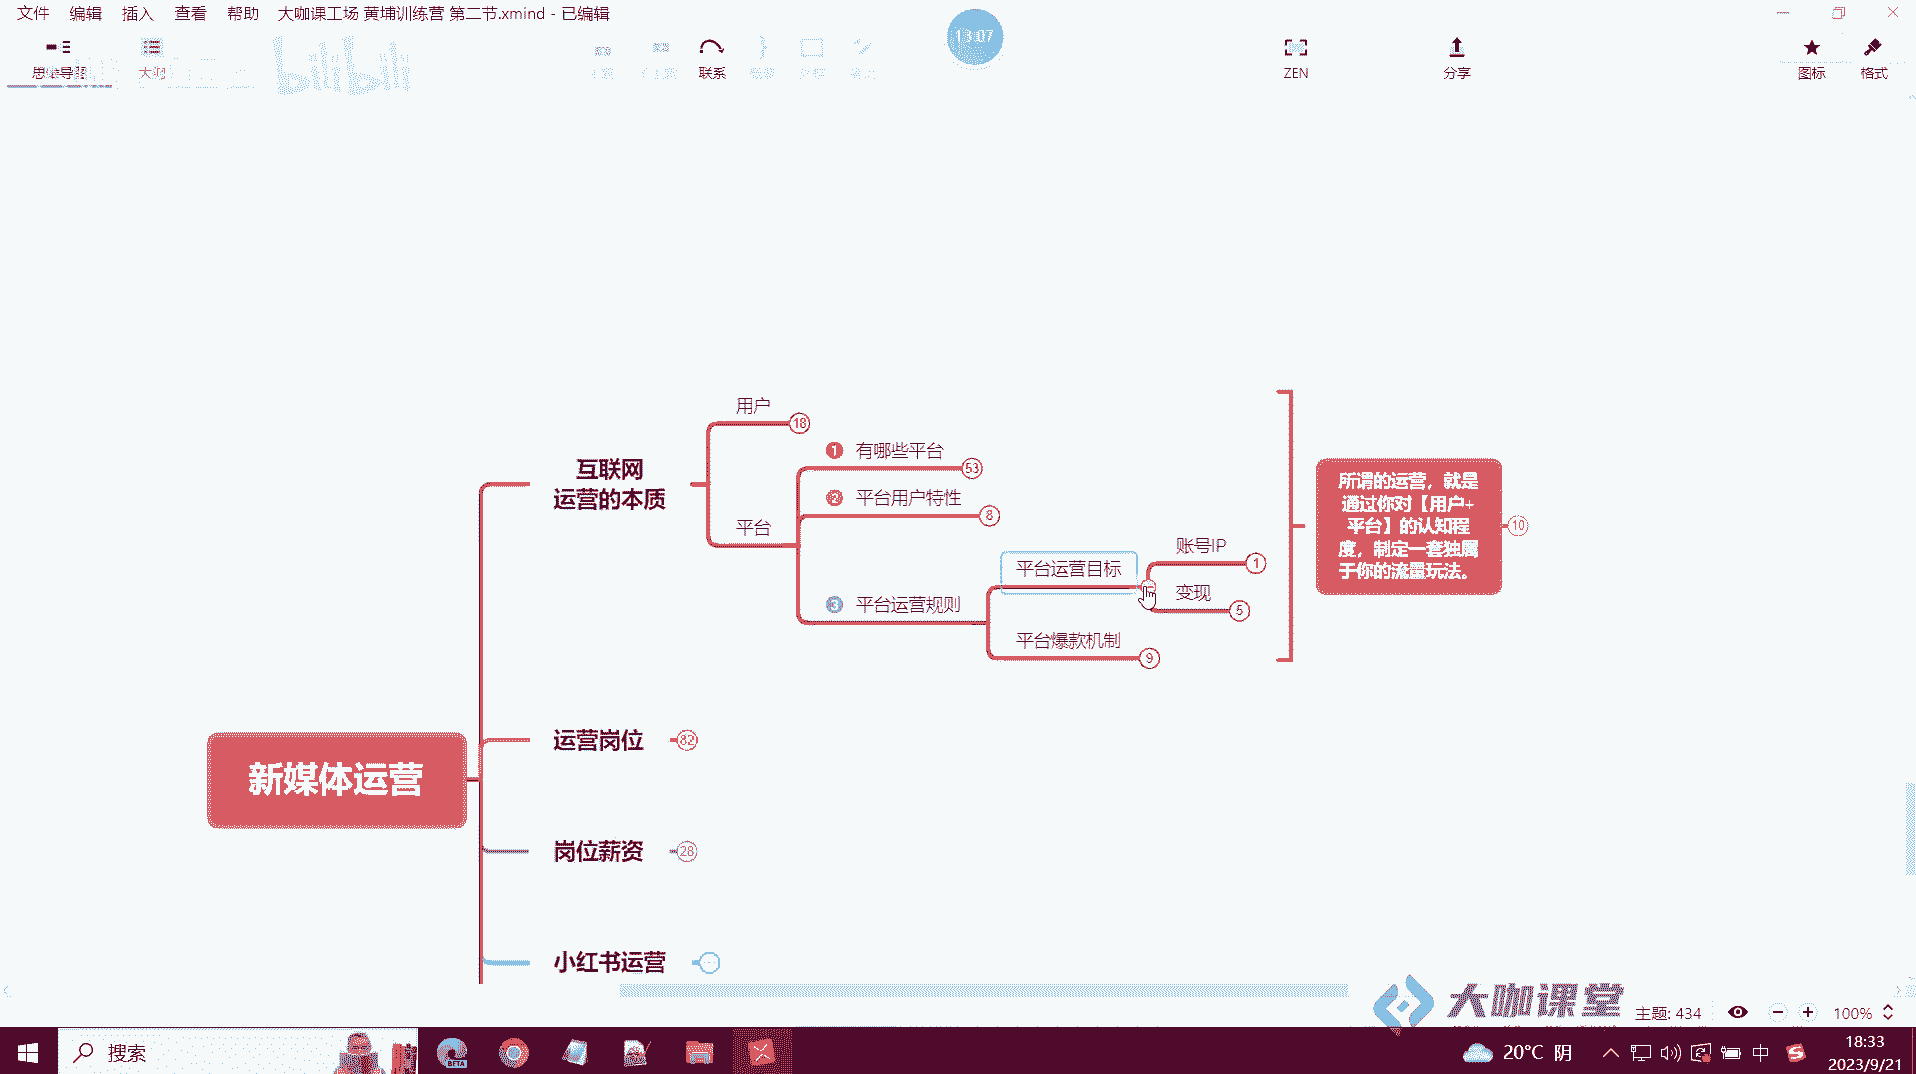 文件 编辑 插入 查看 帮助 大咖课工场 黄埔训练营 第二节.xmind - 已编辑
13:07
思维导图
大纲
bilibili
联系
ZEN
分享
图标
格式
用户
18
1 有哪些平台
53
互联网
运营的本质
2 平台用户特性
8
平台
账号IP
1
平台运营目标
变现
5
3 平台运营规则
平台爆款机制
9
所谓的运营，就是
通过你对【用户+
平台】的认知程
度，制定一套独属
于你的流量玩法。
10
运营岗位
82
新媒体运营
岗位薪资
28
小红书运营
大咖课堂
主题: 434
100%
搜索
BETA
20°C 阴
中
18:33
2023/9/21